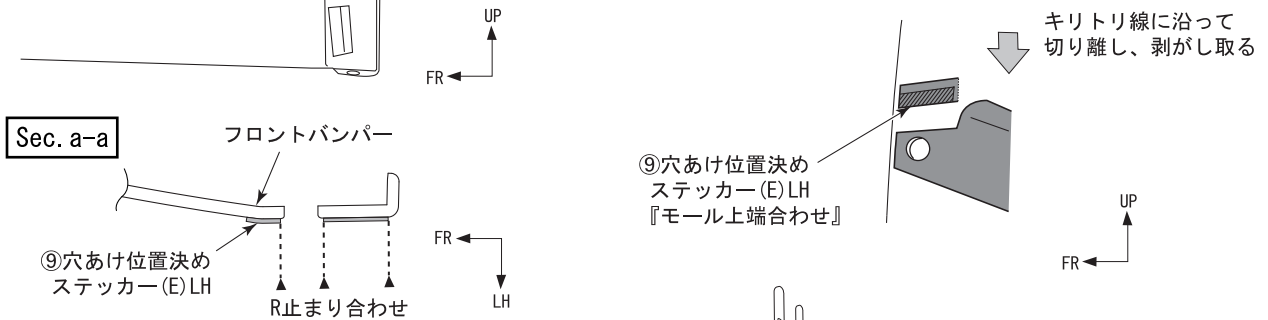 UP
FR
Sec. a-a
フロントバンパー
⑨穴あけ位置決め
ステッカー(E)LH
R止まり合わせ
FR
LH
キリトリ線に沿って
切り離し、剥がし取る
⑨穴あけ位置決め
ステッカー(E)LH
『モール上端合わせ』
UP
FR